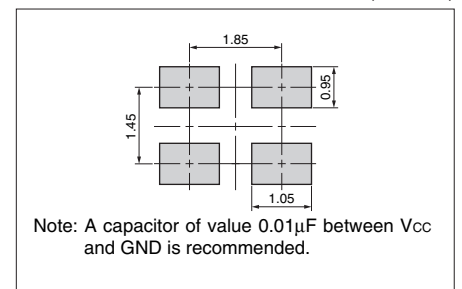 1.85
0.95
1.45
1.05
Note: A capacitor of value 0.01μF between Vcc
and GND is recommended.